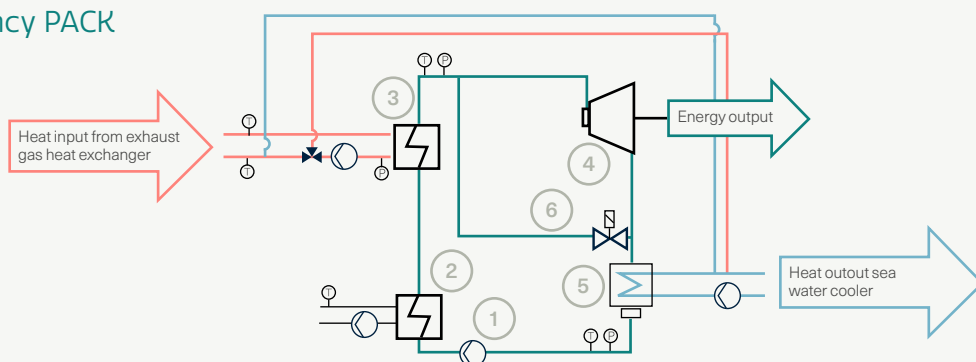 ncy PACK
T
P
3
T
Heat input from exhaust
gas heat exchanger
Energy output
T
P
4
6
2
5
Heat outout sea
water cooler
T
1
T
P